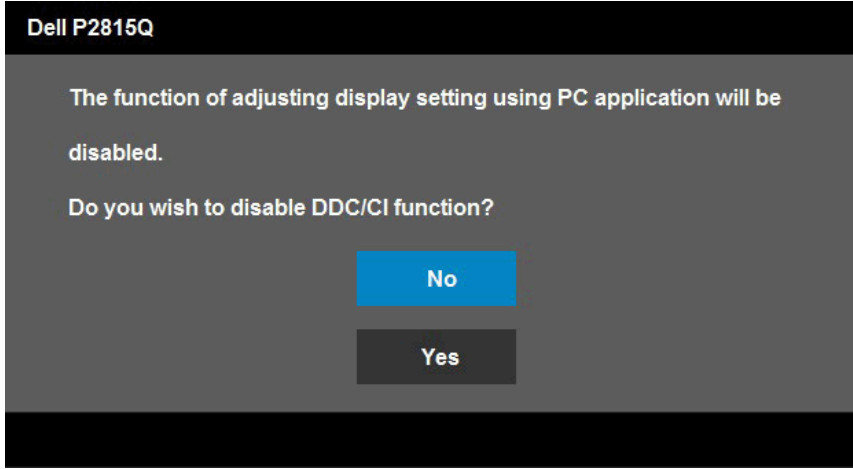 Dell P2815Q
The function of adjusting display setting using PC application will be
disabled.
Do you wish to disable DDC/CI function?
No
Yes